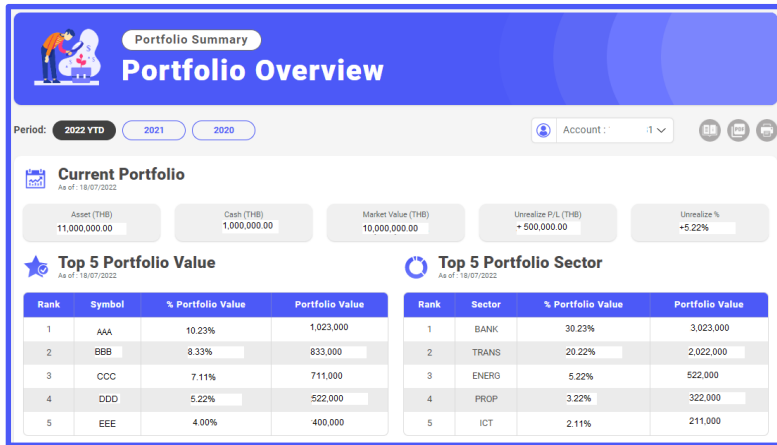 Portfolio Summary
Portfolio Overview
Period: 2022 YTD 2021 2020 Account : 1
Current Portfolio
As of : 18/07/2022
Asset (THB) Cash (THB) Market Value (THB) Unrealize P/L (THB) Unrealize %
11,000,000.00 1,000,000.00 10,000,000.00 + 500,000.00 +5.22%
Top 5 Portfolio Value
As of : 18/07/2022
Rank Symbol % Portfolio Value Portfolio Value
1 AAA 10.23% 1,023,000
2 BBB 8.33% 833,000
3 CCC 7.11% 711,000
4 DDD 5.22% 522,000
5 EEE 4.00% 400,000
Top 5 Portfolio Sector
As of : 18/07/2022
Rank Sector % Portfolio Value Portfolio Value
1 BANK 30.23% 3,023,000
2 TRANS 20.22% 2,022,000
3 ENERG 5.22% 522,000
4 PROP 3.22% 322,000
5 ICT 2.11% 211,000